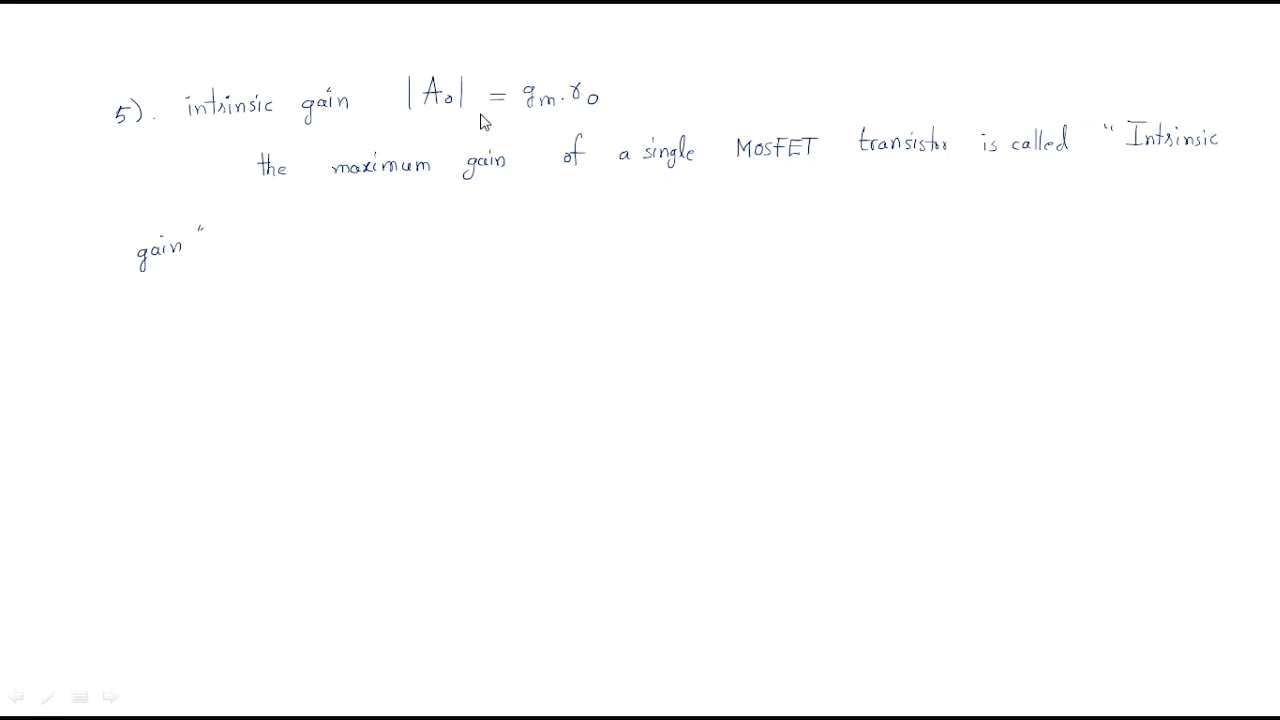 5). intrinsic gain |A₀| = gm.r₀
the maximum gain of a single MOSFET transistor is called "Intrinsic
gain"